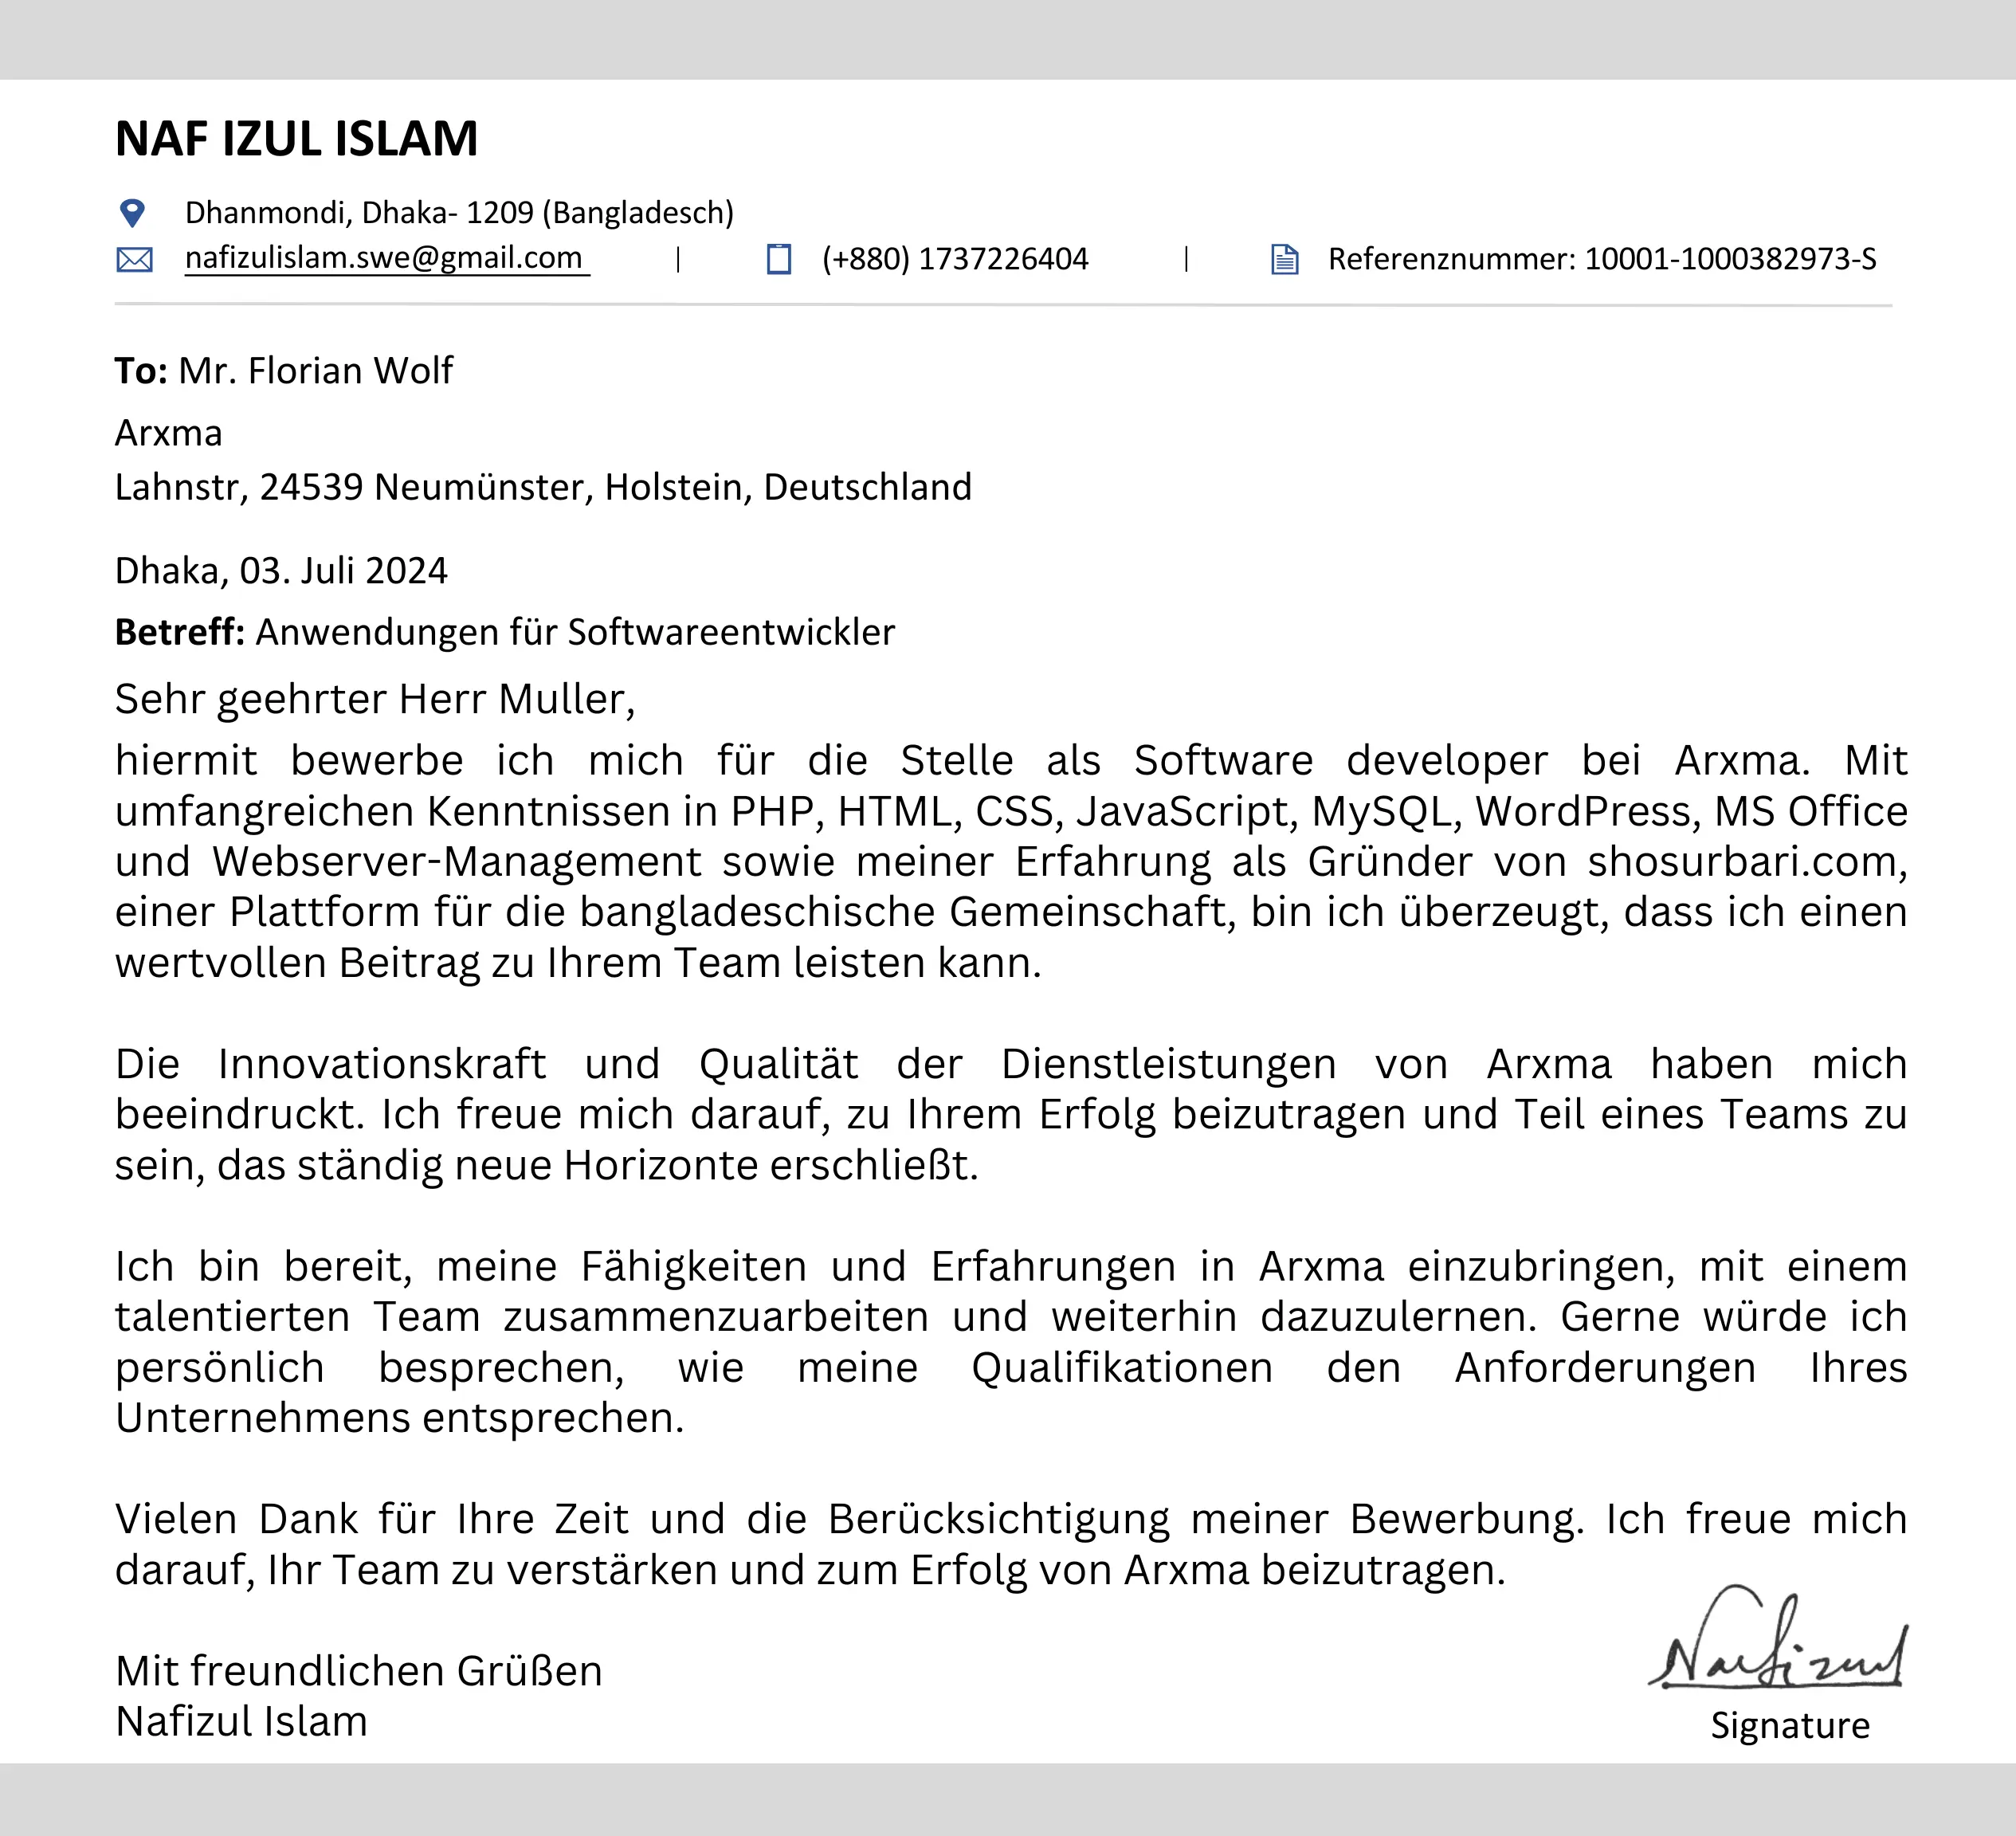 NAF IZUL ISLAM
Dhanmondi, Dhaka- 1209 (Bangladesch)
nafizulislam.swe@gmail.com | (+880) 1737226404 | Referenznummer: 10001-1000382973-S
To: Mr. Florian Wolf
Arxma
Lahnstr, 24539 Neumünster, Holstein, Deutschland
Dhaka, 03. Juli 2024
Betreff: Anwendungen für Softwareentwickler
Sehr geehrter Herr Muller,
hiermit bewerbe ich mich für die Stelle als Software developer bei Arxma. Mit
umfangreichen Kenntnissen in PHP, HTML, CSS, JavaScript, MySQL, WordPress, MS Office
und Webserver-Management sowie meiner Erfahrung als Gründer von shosurbari.com,
einer Plattform für die bangladeschische Gemeinschaft, bin ich überzeugt, dass ich einen
wertvollen Beitrag zu Ihrem Team leisten kann.
Die Innovationskraft und Qualität der Dienstleistungen von Arxma haben mich
beeindruckt. Ich freue mich darauf, zu Ihrem Erfolg beizutragen und Teil eines Teams zu
sein, das ständig neue Horizonte erschließt.
Ich bin bereit, meine Fähigkeiten und Erfahrungen in Arxma einzubringen, mit einem
talentierten Team zusammenzuarbeiten und weiterhin dazuzulernen. Gerne würde ich
persönlich besprechen, wie meine Qualifikationen den Anforderungen Ihres
Unternehmens entsprechen.
Vielen Dank für Ihre Zeit und die Berücksichtigung meiner Bewerbung. Ich freue mich
darauf, Ihr Team zu verstärken und zum Erfolg von Arxma beizutragen.
Mit freundlichen Grüßen
Nafizul Islam
Nafizul
Signature